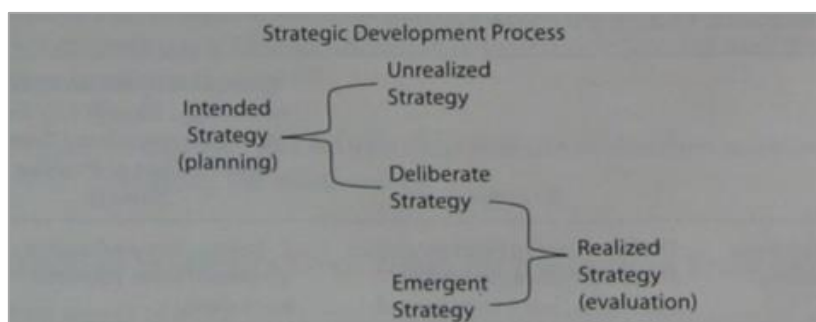 Strategic Development Process
Unrealized
Strategy
Intended
Strategy
(planning)
Deliberate
Strategy
Emergent
Strategy
Realized
Strategy
(evaluation)